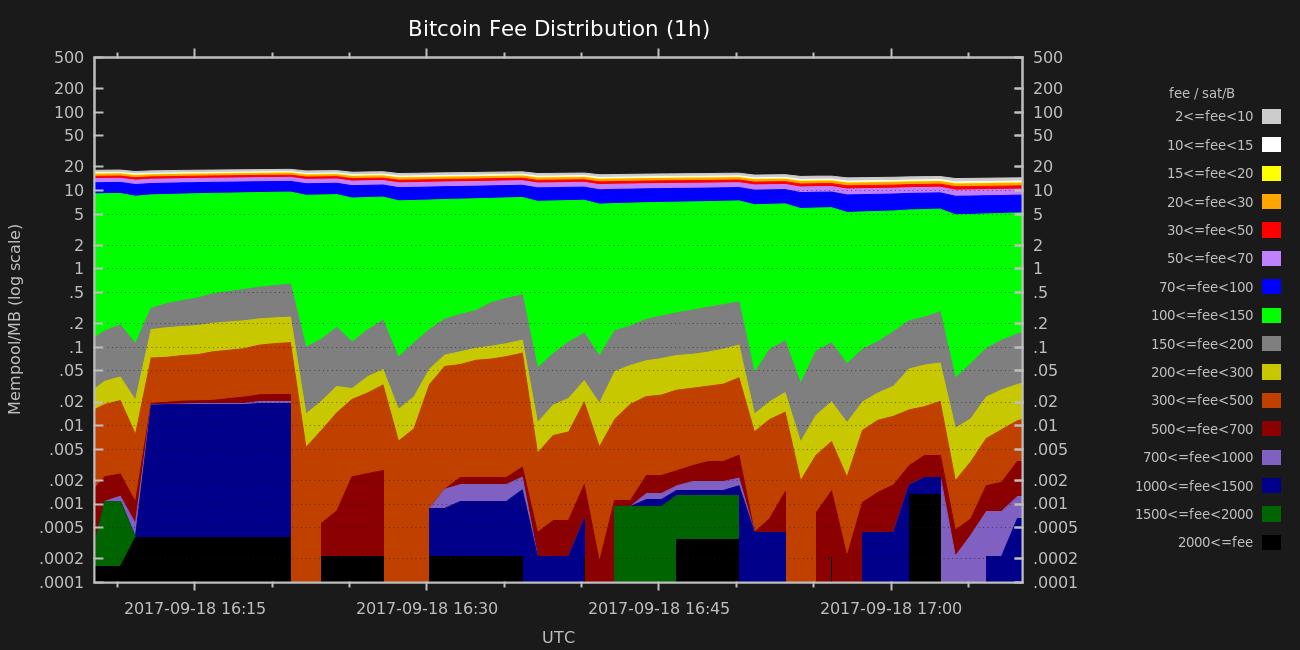 Bitcoin Fee Distribution (1h)
500 500
200 200
100 100
50 50
20 20
10 10
5 5
2 2
1 1
.5 .5
.2 .2
.1 .1
.05 .05
.02 .02
.01 .01
.005 .005
.002 .002
.001 .001
.0005 .0005
.0002 .0002
.0001 .0001
Mempool/MB (log scale)
2017-09-18 16:15 2017-09-18 16:30 2017-09-18 16:45 2017-09-18 17:00
UTC
fee / sat/B
2<=fee<10
10<=fee<15
15<=fee<20
20<=fee<30
30<=fee<50
50<=fee<70
70<=fee<100
100<=fee<150
150<=fee<200
200<=fee<300
300<=fee<500
500<=fee<700
700<=fee<1000
1000<=fee<1500
1500<=fee<2000
2000<=fee